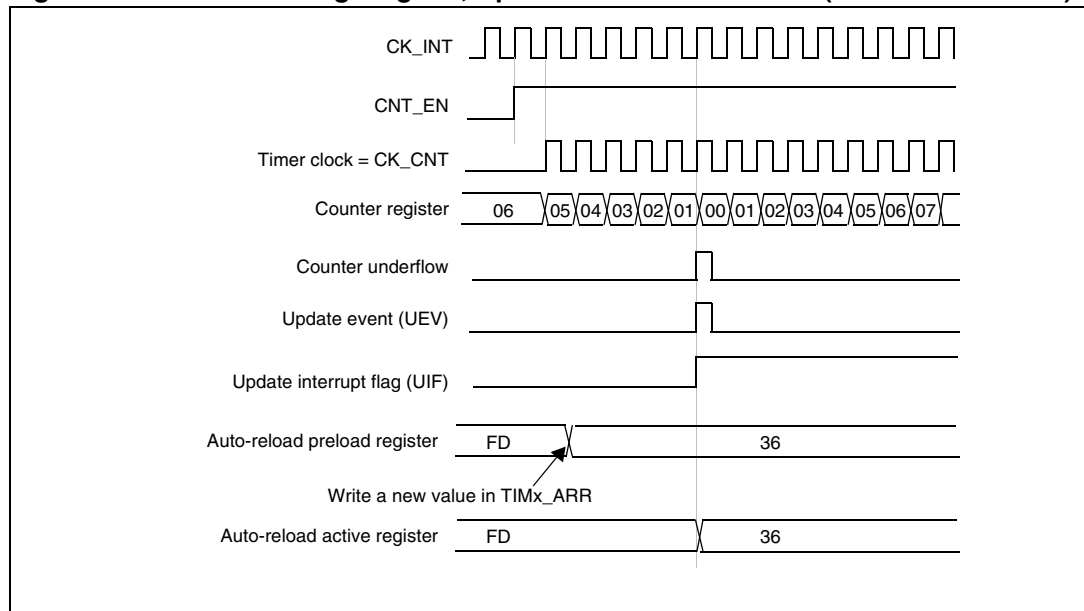 CK_INT
CNT_EN
Timer clock = CK_CNT
Counter register 06 05 04 03 02 01 00 01 02 03 04 05 06 07
Counter underflow
Update event (UEV)
Update interrupt flag (UIF)
Auto-reload preload register FD 36
Write a new value in TIMx_ARR
Auto-reload active register FD 36